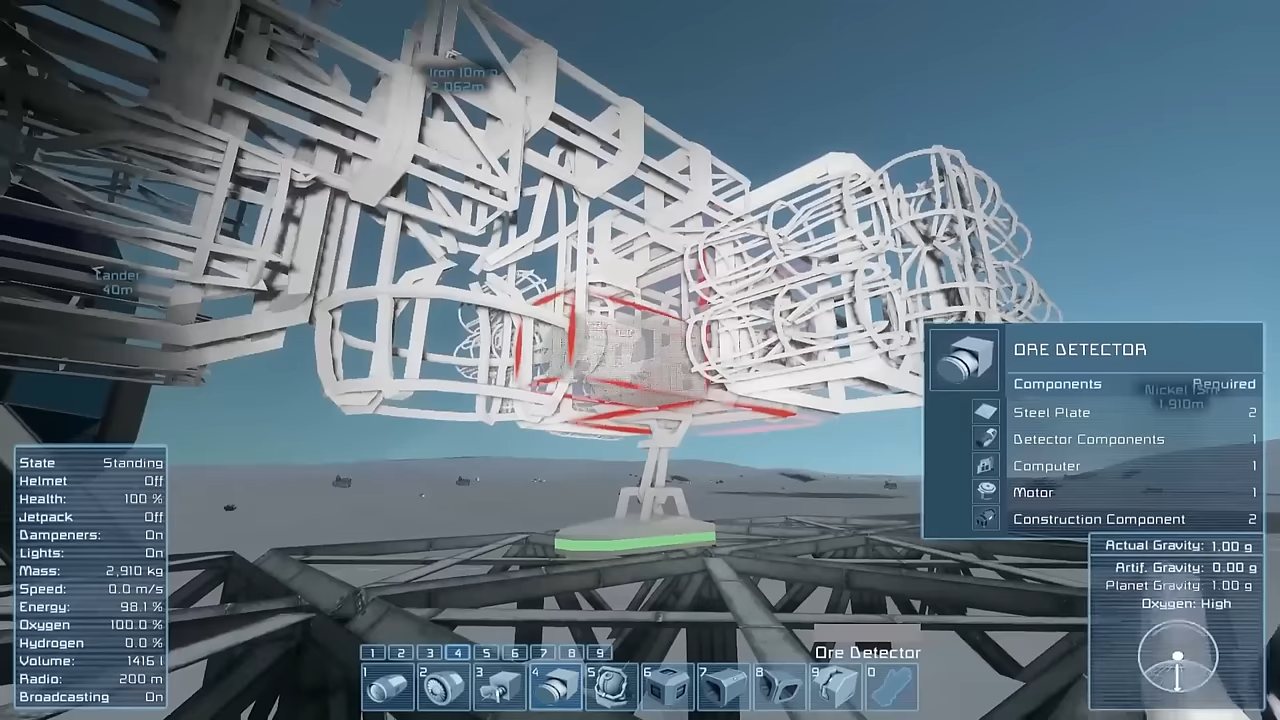 Iron 10m
2,062m
Lander
40m
ORE DETECTOR
Components Required
Nickel 15m
1,910m
Steel Plate 2
Detector Components 1
Computer 1
Motor 1
Construction Component 2
State Standing
Helmet Off
Health: 100 %
Jetpack Off
Dampeners: On
Lights: On
Mass: 2,910 kg
Speed: 0.0 m/s
Energy: 98.1 %
Oxygen 100.0 %
Hydrogen 0.0 %
Volume: 1416 l
Radio: 200 m
Broadcasting On
Actual Gravity: 1.00 g
Artif. Gravity: 0.00 g
Planet Gravity 1.00 g
Oxygen: High
Ore Detector
1 2 3 4 5 6 7 8 9
1 2 3 4 5 6 7 8 9 0